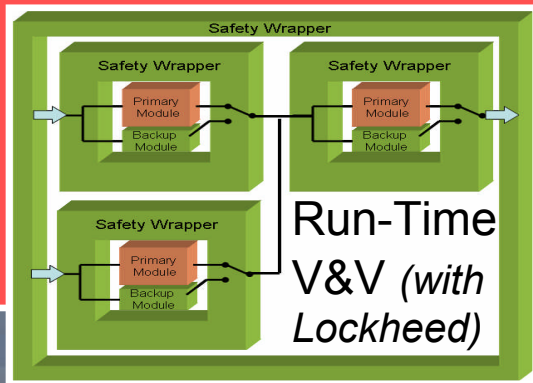 Safety Wrapper
Safety Wrapper
Primary
Module
Backup
Module
Safety Wrapper
Primary
Module
Backup
Module
Safety Wrapper
Primary
Module
Backup
Module
Run-Time
V&V (with
Lockheed)